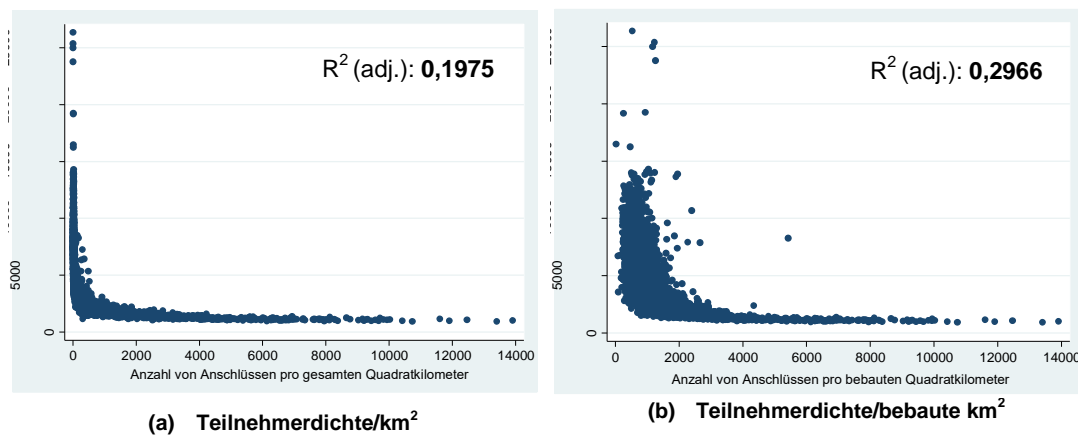 R² (adj.): 0,1975
5000
0
0 2000 4000 6000 8000 10000 12000 14000
Anzahl von Anschlüssen pro gesamten Quadratkilometer
(a) Teilnehmerdichte/km²
R² (adj.): 0,2966
5000
0
0 2000 4000 6000 8000 10000 12000 14000
Anzahl von Anschlüssen pro bebauten Quadratkilometer
(b) Teilnehmerdichte/bebaute km²